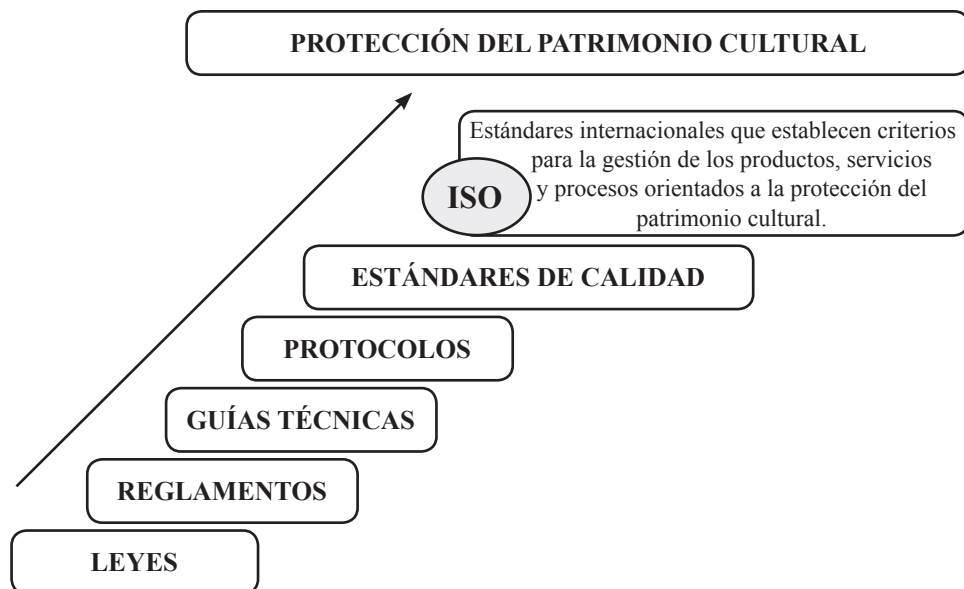 PROTECCIÓN DEL PATRIMONIO CULTURAL
Estándares internacionales que establecen criterios
para la gestión de los productos, servicios
y procesos orientados a la protección del
patrimonio cultural.
ISO
ESTÁNDARES DE CALIDAD
PROTOCOLOS
GUÍAS TÉCNICAS
REGLAMENTOS
LEYES